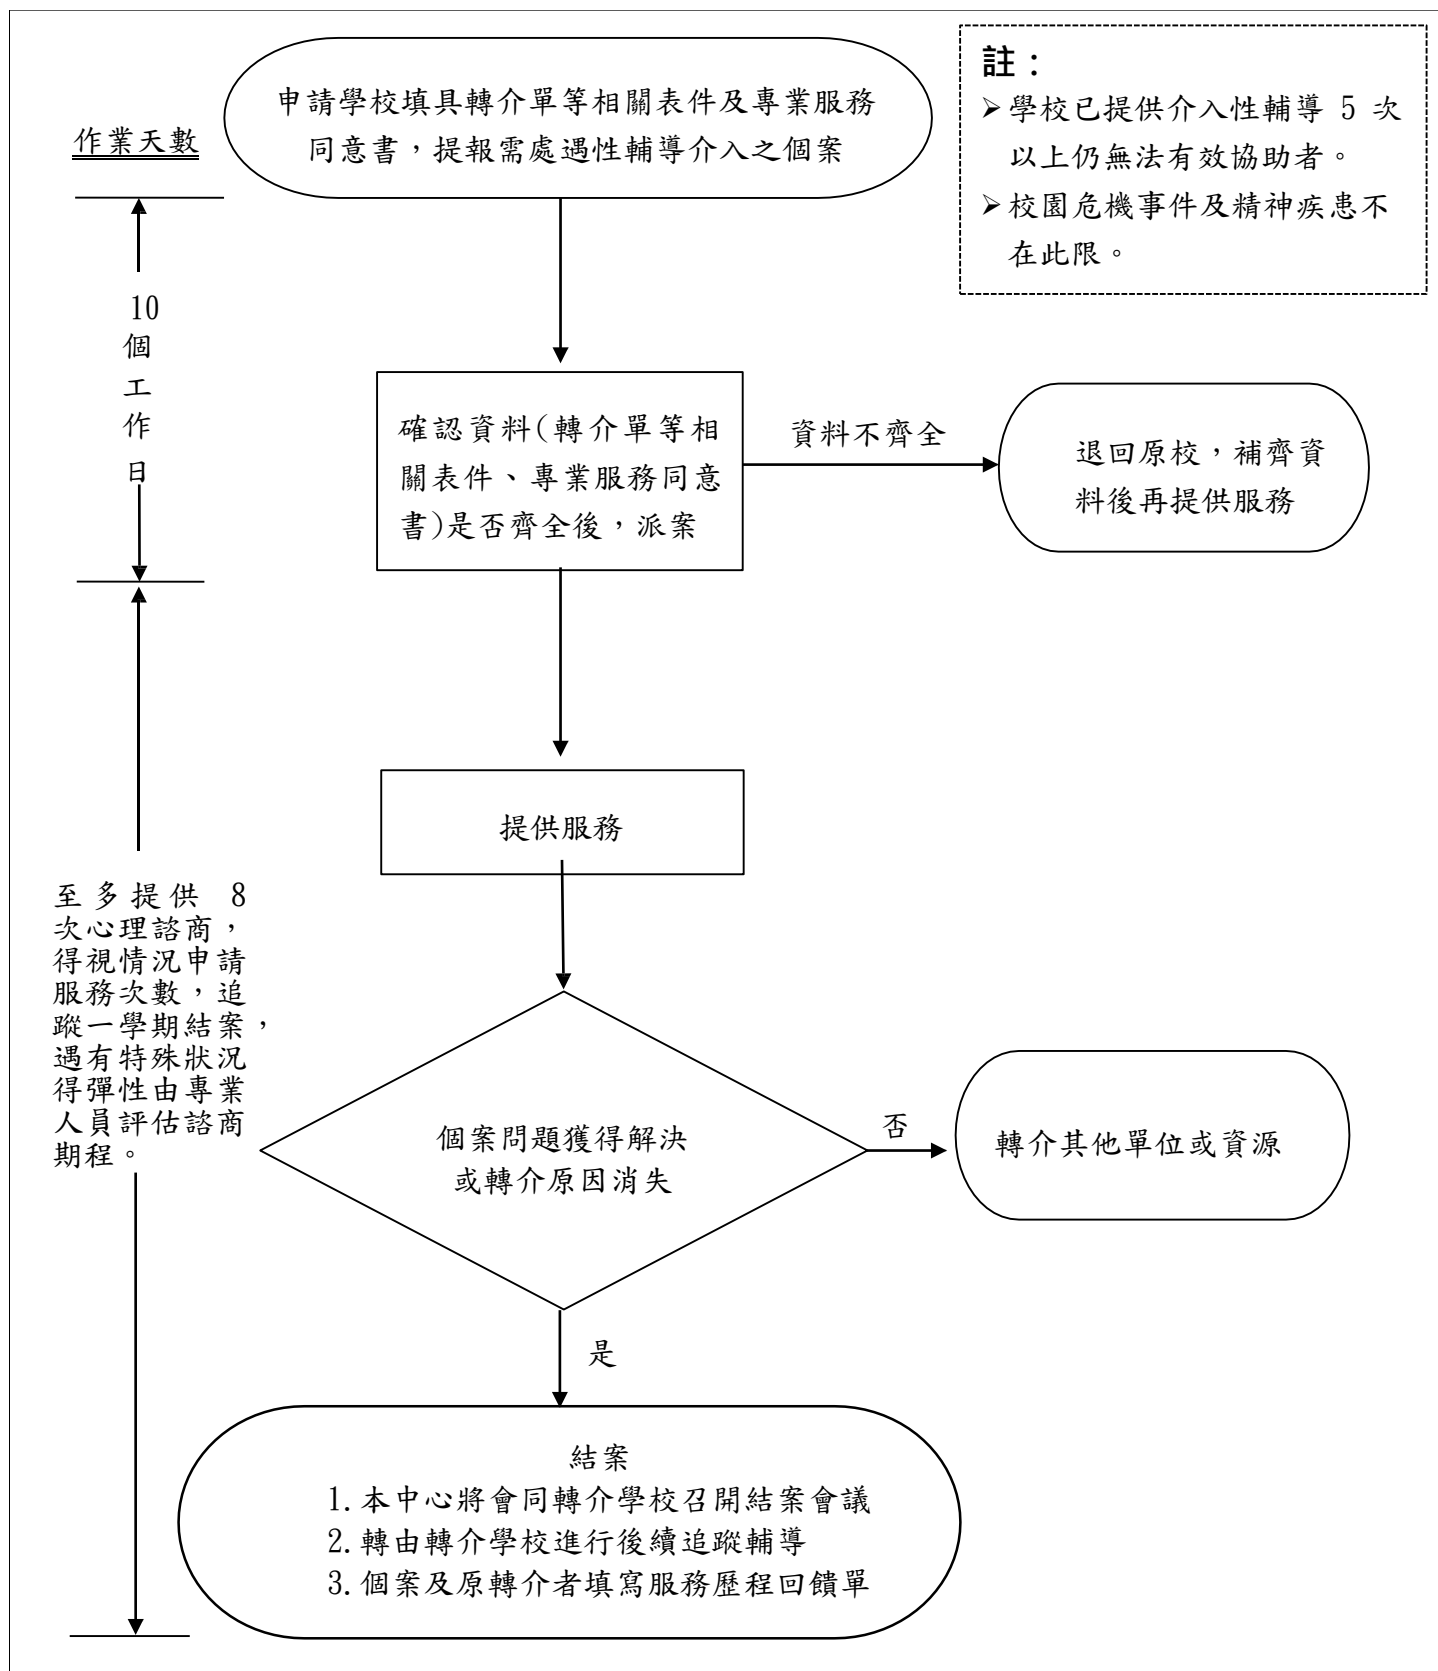 註：
➢學校已提供介入性輔導 5 次
以上仍無法有效協助者。
➢校園危機事件及精神疾患不
在此限。
申請學校填具轉介單等相關表件及專業服務
同意書，提報需處遇性輔導介入之個案
作業天數
10
個
工
作
日
確認資料(轉介單等相
關表件、專業服務同意
書)是否齊全後，派案
資料不齊全
退回原校，補齊資
料後再提供服務
提供服務
至多提供 8
次心理諮商，
得視情況申請
服務次數，追
蹤一學期結案，
遇有特殊狀況
得彈性由專業
人員評估諮商
期程。
個案問題獲得解決
或轉介原因消失
否
轉介其他單位或資源
是
結案
1.本中心將會同轉介學校召開結案會議
2.轉由轉介學校進行後續追蹤輔導
3.個案及原轉介者填寫服務歷程回饋單